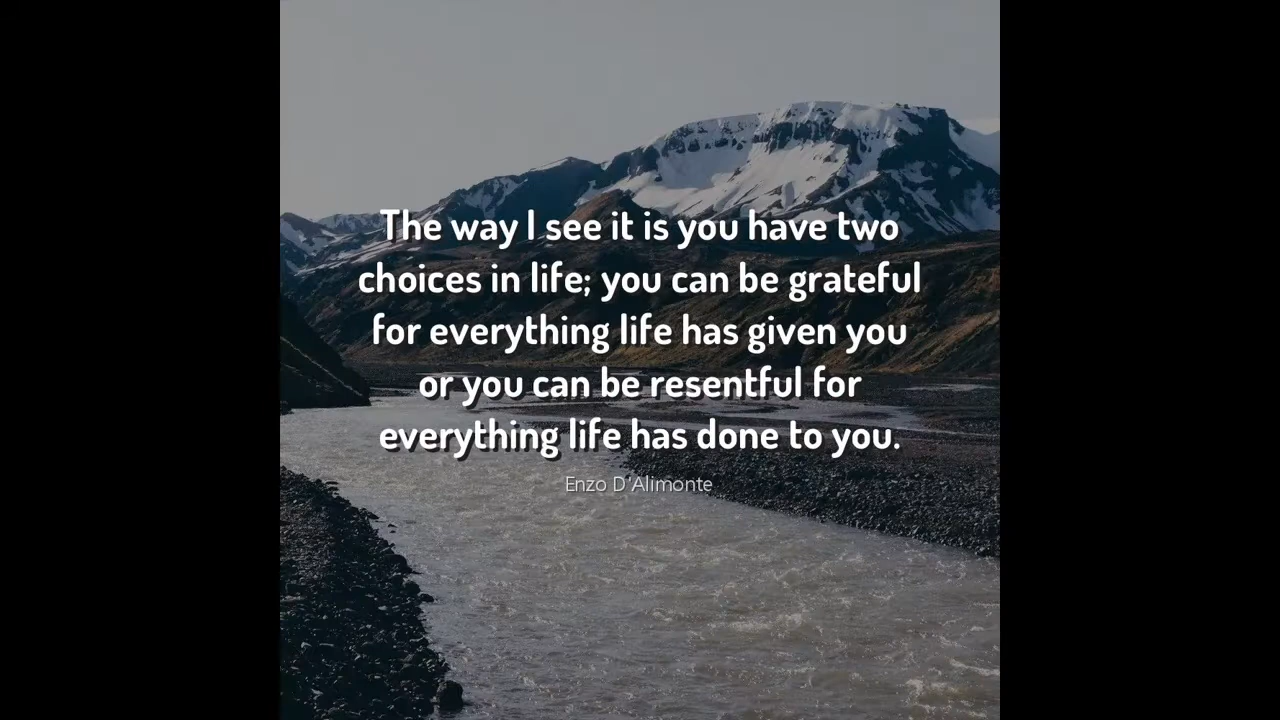 The way I see it is you have two
choices in life; you can be grateful
for everything life has given you
or you can be resentful for
everything life has done to you.
Enzo D'Alimonte